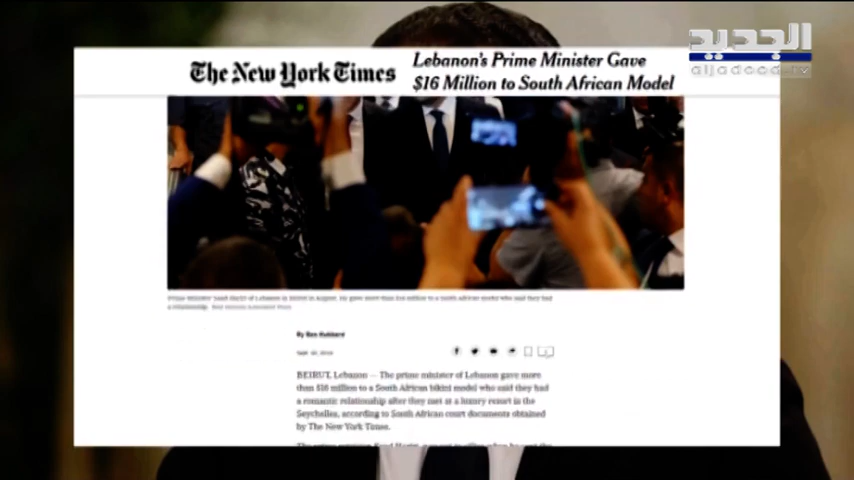 الجديد
aljadeed.tv
The New York Times
Lebanon's Prime Minister Gave
$16 Million to South African Model
By Ben Hubbard
BEIRUT, Lebanon — The prime minister of Lebanon gave more
than $16 million to a South African bikini model who said they had
a romantic relationship after they met at a luxury resort in the
Seychelles, according to South African court documents obtained
by The New York Times.